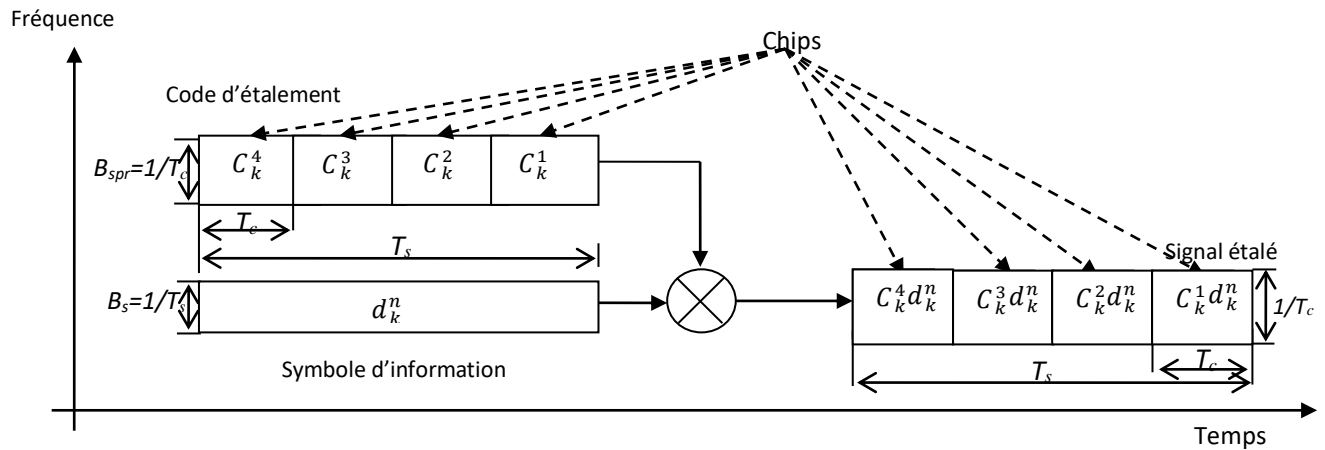 Fréquence
Chips
Code d'étalement
B_{spr}=1/T_c
C_k^4 C_k^3 C_k^2 C_k^1
T_c
T_s
Signal étalé
B_s=1/T_s
d_k^n
C_k^4 d_k^n C_k^3 d_k^n C_k^2 d_k^n C_k^1 d_k^n
1/T_c
T_c
T_s
Symbole d'information
Temps